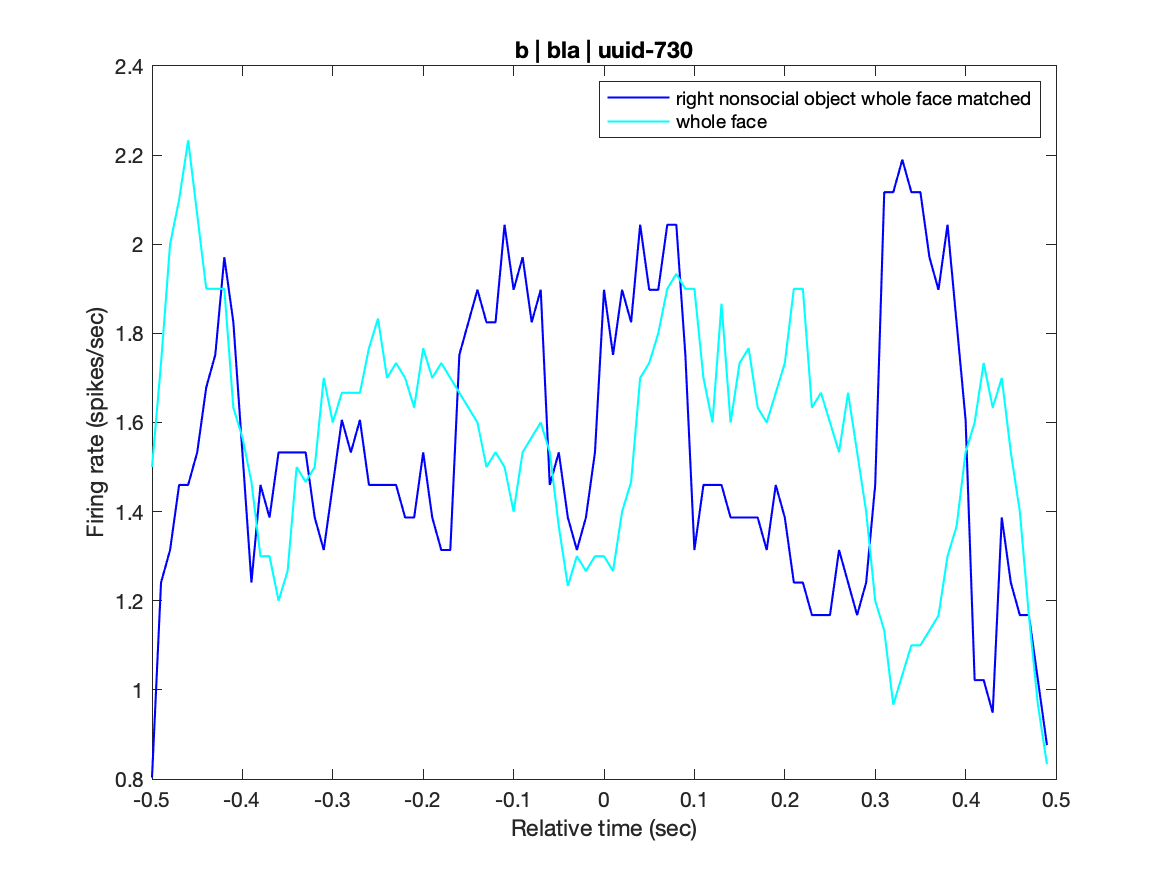 b | bla | uuid-730
right nonsocial object whole face matched
whole face
Firing rate (spikes/sec)
2.4
2.2
2
1.8
1.6
1.4
1.2
1
0.8
-0.5 -0.4 -0.3 -0.2 -0.1 0 0.1 0.2 0.3 0.4 0.5
Relative time (sec)